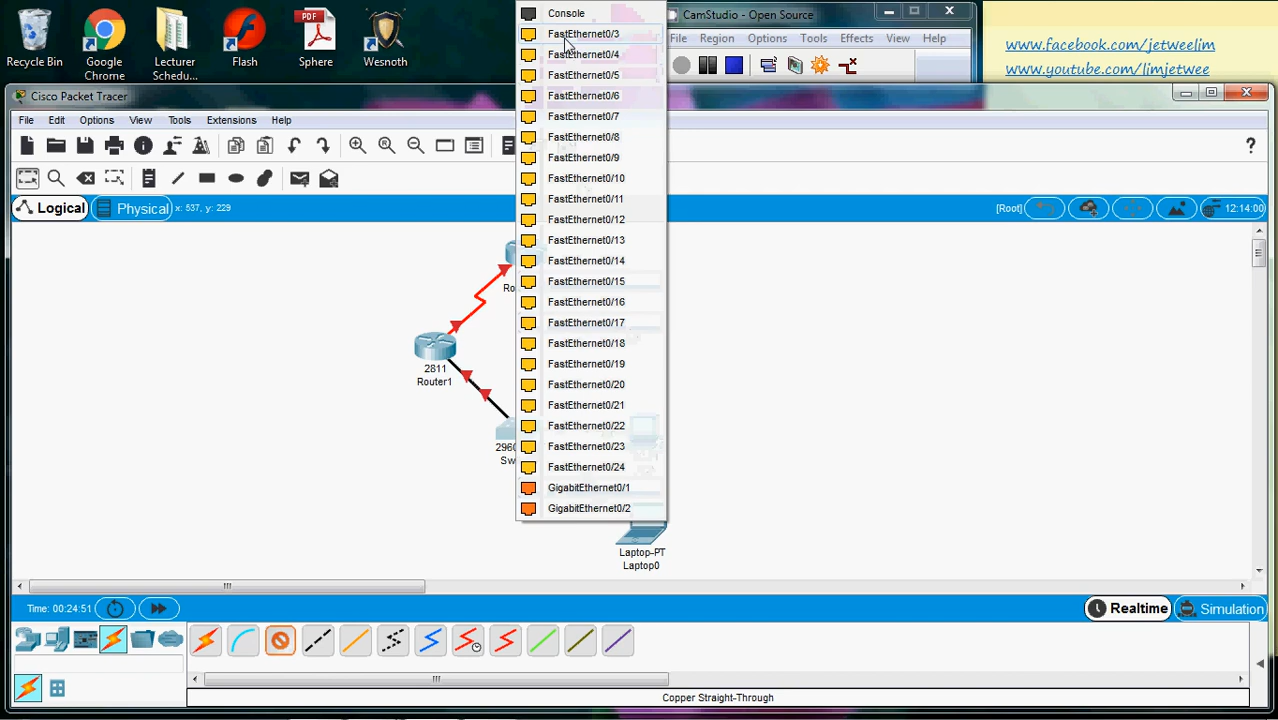 Recycle Bin
Google
Chrome
Lecturer
Schedu...
Flash
PDF
Sphere
Wesnoth
CamStudio - Open Source
File Region Options Tools Effects View Help
www.facebook.com/jetweelim
www.youtube.com/limjetwee
Cisco Packet Tracer
File Edit Options View Tools Extensions Help
Logical Physical x: 537, y: 229
[Root] 12:14:00
Console
FastEthernet0/3
FastEthernet0/4
FastEthernet0/5
FastEthernet0/6
FastEthernet0/7
FastEthernet0/8
FastEthernet0/9
FastEthernet0/10
FastEthernet0/11
FastEthernet0/12
FastEthernet0/13
FastEthernet0/14
FastEthernet0/15
FastEthernet0/16
FastEthernet0/17
FastEthernet0/18
FastEthernet0/19
FastEthernet0/20
FastEthernet0/21
FastEthernet0/22
FastEthernet0/23
FastEthernet0/24
GigabitEthernet0/1
GigabitEthernet0/2
Ro
2811
Router1
296
Sw
Laptop-PT
Laptop0
Time: 00:24:51
Realtime Simulation
Copper Straight-Through